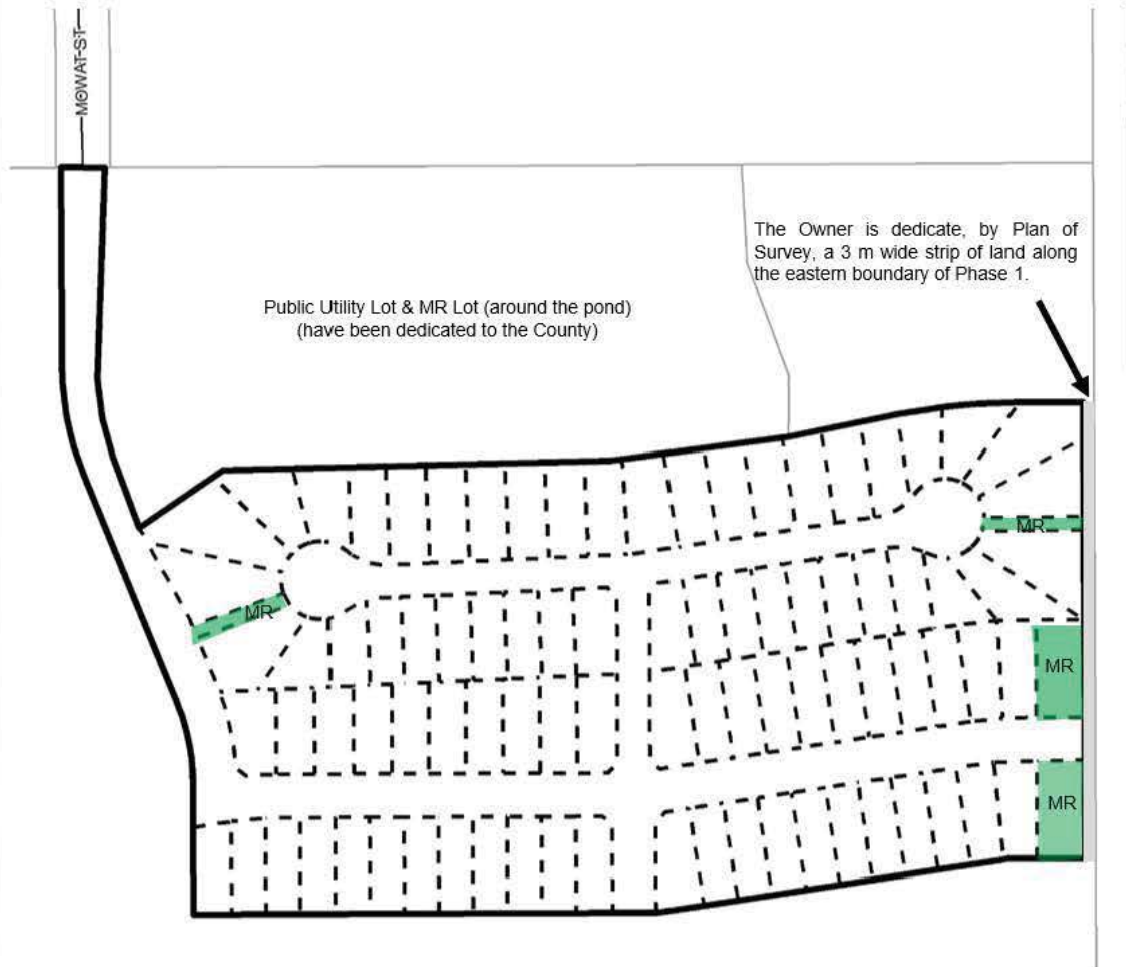 MOWAT ST
The Owner is dedicate, by Plan of
Survey, a 3 m wide strip of land along
the eastern boundary of Phase 1.
Public Utility Lot & MR Lot (around the pond)
(have been dedicated to the County)
MR
MR
MR
MR